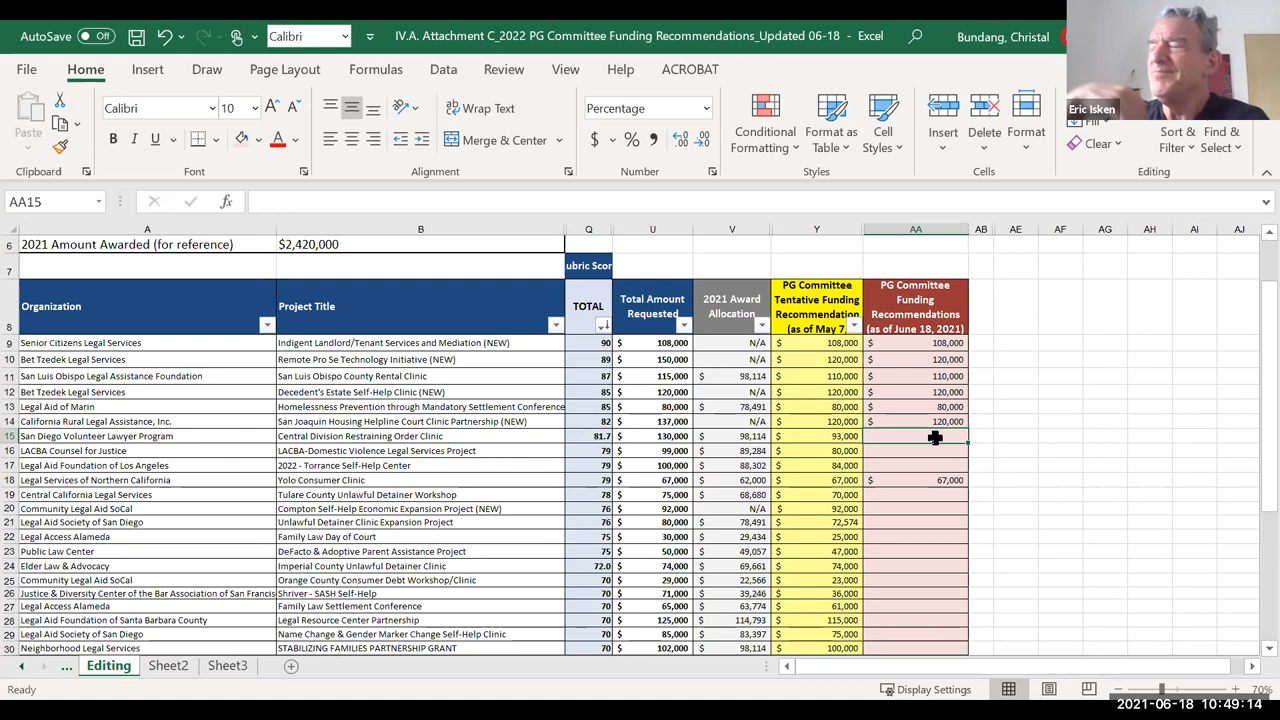 AutoSave Off Calibri IV.A. Attachment C_2022 PG Committee Funding Recommendations_Updated 06-18 - Excel Bundang, Christal
File Home Insert Draw Page Layout Formulas Data Review View Help ACROBAT
Eric Isken
Paste Calibri 10 Wrap Text Merge & Center Percentage Conditional Formatting Format as Table Cell Styles Insert Delete Format Fill Clear Sort & Filter Find & Select
Clipboard Font Alignment Number Styles Cells Editing
AA15 fx
A B Q U V Y AA AB AE AF AG AH AI AJ
6 2021 Amount Awarded (for reference) $2,420,000
7 ubric Scor
8 Organization Project Title TOTAL Total Amount Requested 2021 Award Allocation PG Committee Tentative Funding Recommendation (as of May 7, PG Committee Funding Recommendations (as of June 18, 2021)
9 Senior Citizens Legal Services Indigent Landlord/Tenant Services and Mediation (NEW) 90 $ 108,000 N/A $ 108,000 $ 108,000
10 Bet Tzedek Legal Services Remote Pro Se Technology Initiative (NEW) 89 $ 150,000 N/A $ 120,000 $ 120,000
11 San Luis Obispo Legal Assistance Foundation San Luis Obispo County Rental Clinic 87 $ 115,000 $ 98,114 $ 110,000 $ 110,000
12 Bet Tzedek Legal Services Decedent's Estate Self-Help Clinic (NEW) 85 $ 120,000 N/A $ 120,000 $ 120,000
13 Legal Aid of Marin Homelessness Prevention through Mandatory Settlement Conference 85 $ 80,000 $ 78,491 $ 80,000 $ 80,000
14 California Rural Legal Assistance, Inc. San Joaquin Housing Helpline Court Clinic Partnership (NEW) 82 $ 137,000 N/A $ 120,000 $ 120,000
15 San Diego Volunteer Lawyer Program Central Division Restraining Order Clinic 81.7 $ 130,000 $ 98,114 $ 93,000
16 LACBA Counsel for Justice LACBA-Domestic Violence Legal Services Project 79 $ 99,000 $ 89,284 $ 80,000
17 Legal Aid Foundation of Los Angeles 2022 - Torrance Self-Help Center 79 $ 100,000 $ 88,302 $ 84,000
18 Legal Services of Northern California Yolo Consumer Clinic 79 $ 67,000 $ 62,000 $ 67,000 $ 67,000
19 Central California Legal Services Tulare County Unlawful Detainer Workshop 78 $ 75,000 $ 68,680 $ 70,000
20 Community Legal Aid SoCal Compton Self-Help Economic Expansion Project (NEW) 76 $ 92,000 N/A $ 92,000
21 Legal Aid Society of San Diego Unlawful Detainer Clinic Expansion Project 76 $ 80,000 $ 78,491 $ 72,574
22 Legal Access Alameda Family Law Day of Court 75 $ 30,000 $ 29,434 $ 25,000
23 Public Law Center DeFacto & Adoptive Parent Assistance Project 75 $ 50,000 $ 49,057 $ 47,000
24 Elder Law & Advocacy Imperial County Unlawful Detainer Clinic 72.0 $ 74,000 $ 69,661 $ 74,000
25 Community Legal Aid SoCal Orange County Consumer Debt Workshop/Clinic 70 $ 29,000 $ 22,566 $ 23,000
26 Justice & Diversity Center of the Bar Association of San Francis Shriver - SASH Self-Help 70 $ 71,000 $ 39,246 $ 36,000
27 Legal Access Alameda Family Law Settlement Conference 70 $ 65,000 $ 63,774 $ 61,000
28 Legal Aid Foundation of Santa Barbara County Legal Resource Center Partnership 70 $ 125,000 $ 114,793 $ 115,000
29 Legal Aid Society of San Diego Name Change & Gender Marker Change Self-Help Clinic 70 $ 85,000 $ 83,397 $ 75,000
30 Neighborhood Legal Services STABILIZING FAMILIES PARTNERSHIP GRANT 70 $ 102,000 $ 98,114 $ 100,000
... Editing Sheet2 Sheet3
Ready Display Settings 70%
2021-06-18 10:49:14